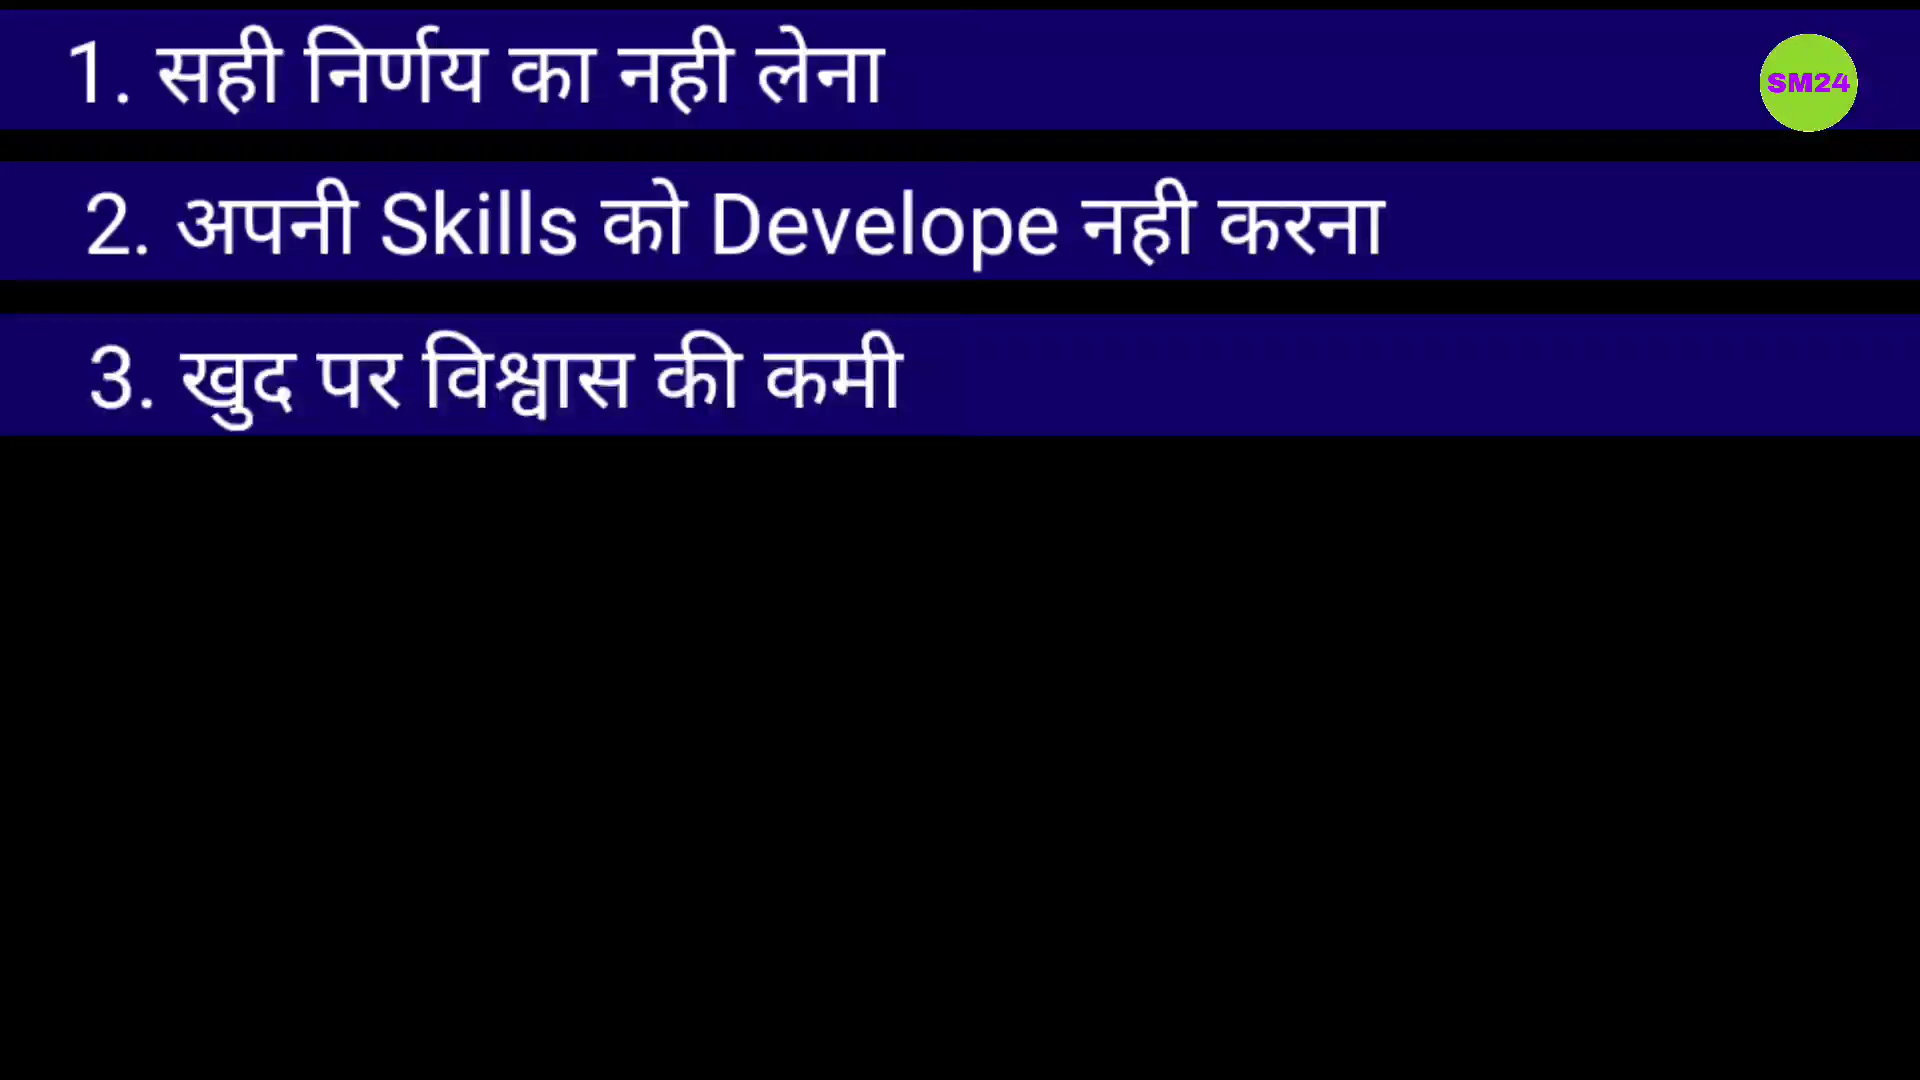 1. सही निर्णय का नही लेना
SM24
2. अपनी Skills को Develope नही करना
3. खुद पर विश्वास की कमी